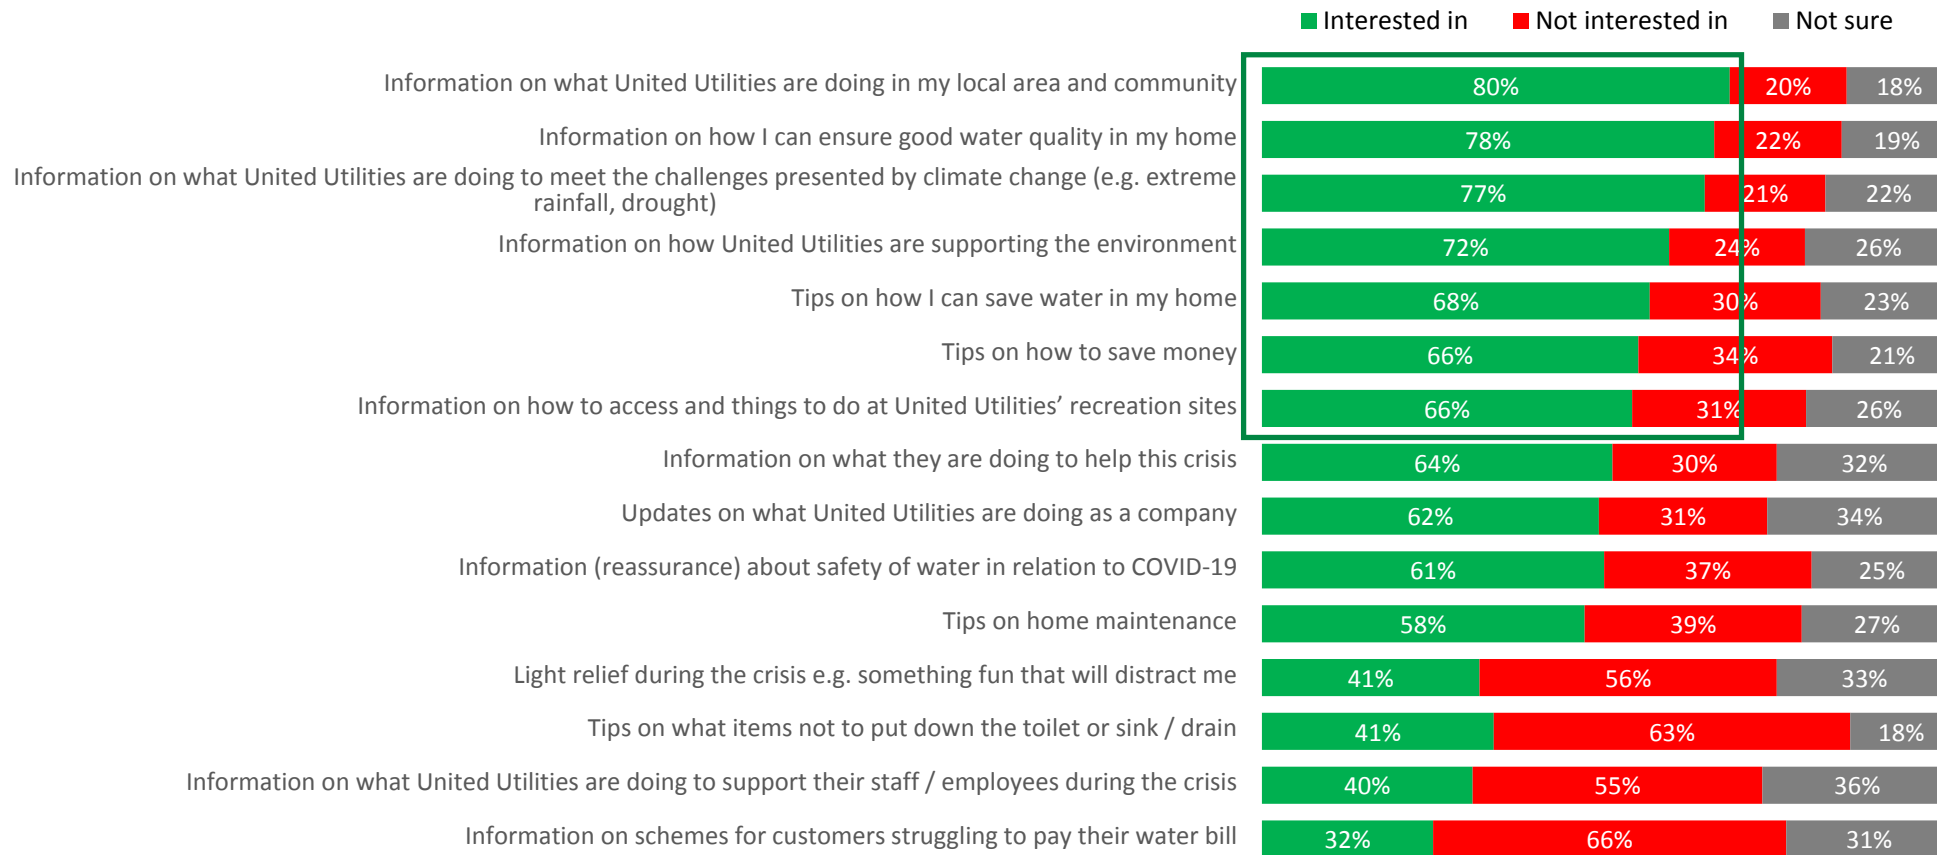 Interested in Not interested in Not sure
Information on what United Utilities are doing in my local area and community 80% 20% 18%
Information on how I can ensure good water quality in my home 78% 22% 19%
Information on what United Utilities are doing to meet the challenges presented by climate change (e.g. extreme
rainfall, drought) 77% 21% 22%
Information on how United Utilities are supporting the environment 72% 24% 26%
Tips on how I can save water in my home 68% 30% 23%
Tips on how to save money 66% 34% 21%
Information on how to access and things to do at United Utilities’ recreation sites 66% 31% 26%
Information on what they are doing to help this crisis 64% 30% 32%
Updates on what United Utilities are doing as a company 62% 31% 34%
Information (reassurance) about safety of water in relation to COVID-19 61% 37% 25%
Tips on home maintenance 58% 39% 27%
Light relief during the crisis e.g. something fun that will distract me 41% 56% 33%
Tips on what items not to put down the toilet or sink / drain 41% 63% 18%
Information on what United Utilities are doing to support their staff / employees during the crisis 40% 55% 36%
Information on schemes for customers struggling to pay their water bill 32% 66% 31%